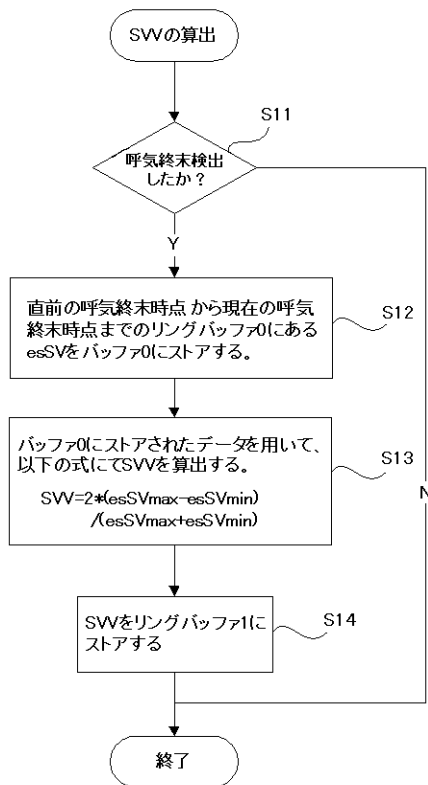 SVVの算出
S11
呼気終末検出
したか？
Y
直前の呼気終末時点から現在の呼気
終末時点までのリングバッファ0にある
esSVをバッファ0にストアする。
S12
バッファ0にストアされたデータを用いて、
以下の式にてSVVを算出する。
SVV=2*(esSVmax-esSVmin)
/(esSVmax+esSVmin)
S13
N
SVVをリングバッファ1に
ストアする
S14
終了